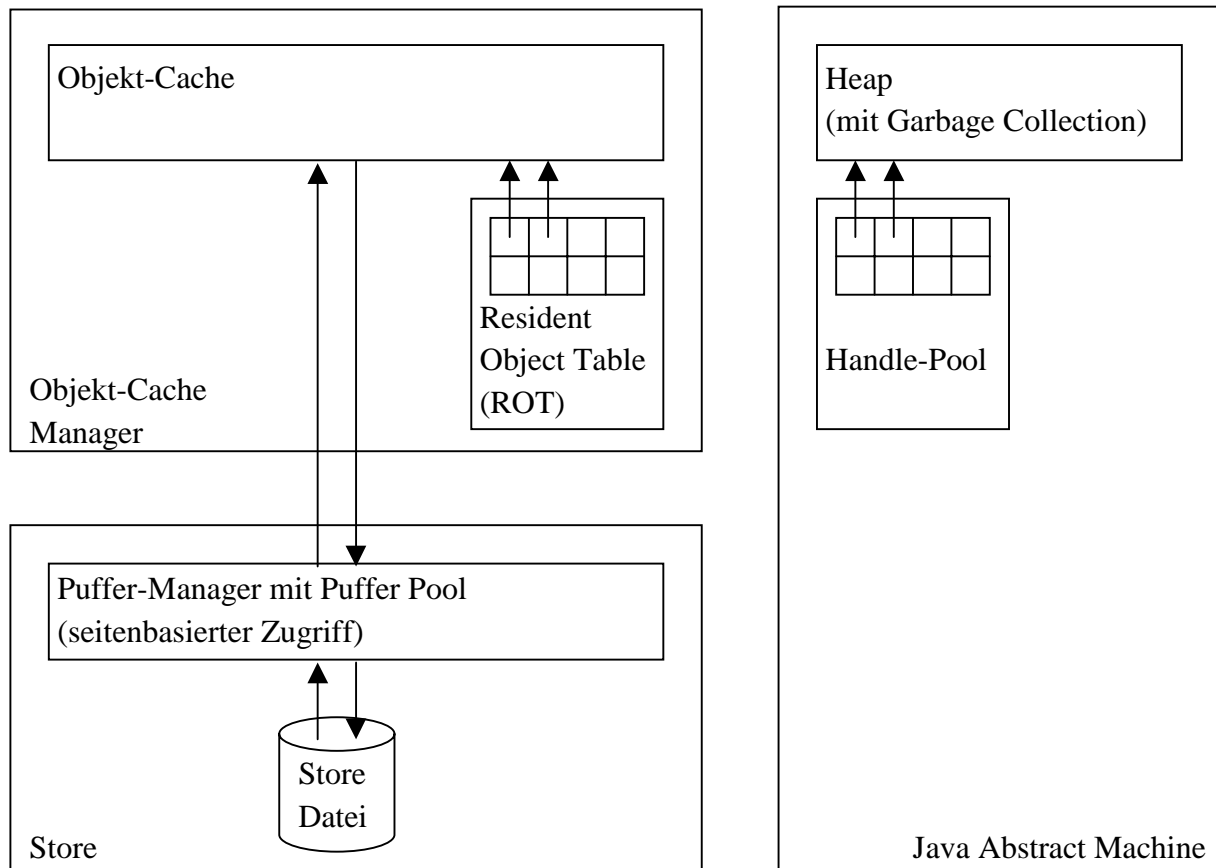 Objekt-Cache
Resident
Object Table
(ROT)
Objekt-Cache
Manager
Heap
(mit Garbage Collection)
Handle-Pool
Puffer-Manager mit Puffer Pool
(seitenbasierter Zugriff)
Store
Datei
Store
Java Abstract Machine